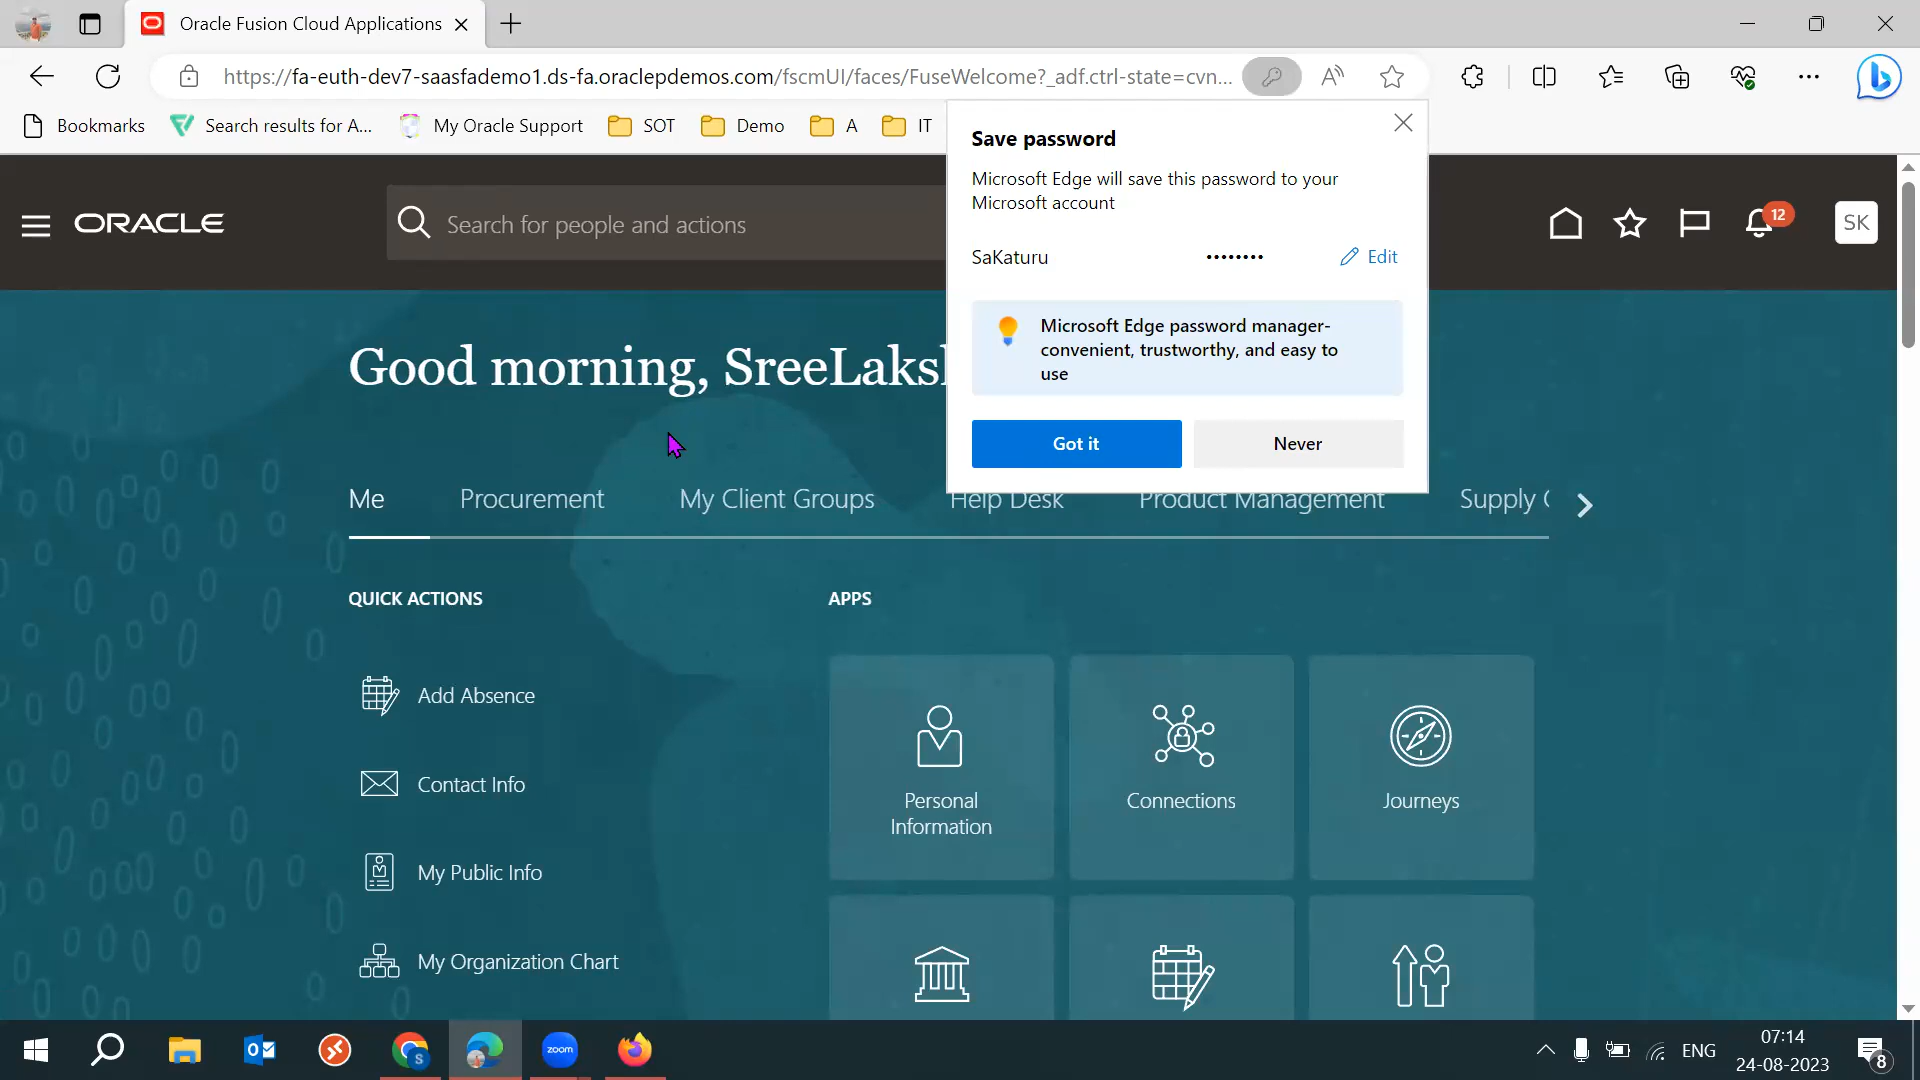 Oracle Fusion Cloud Applications
https://fa-euth-dev7-saasfademo1.ds-fa.oraclepdemos.com/fscmUI/faces/FuseWelcome?_adf.ctrl-state=cvn...
Bookmarks
Search results for A...
My Oracle Support
SOT
Demo
A
IT
Save password
Microsoft Edge will save this password to your
Microsoft account
SaKaturu
••••••••
Edit
Microsoft Edge password manager-
convenient, trustworthy, and easy to
use
Got it
Never
ORACLE
Search for people and actions
12
SK
Good morning, SreeLaks
Me
Procurement
My Client Groups
Help Desk
Product Management
Supply
QUICK ACTIONS
APPS
Add Absence
Contact Info
My Public Info
My Organization Chart
Personal
Information
Connections
Journeys
zoom
ENG
07:14
24-08-2023
8